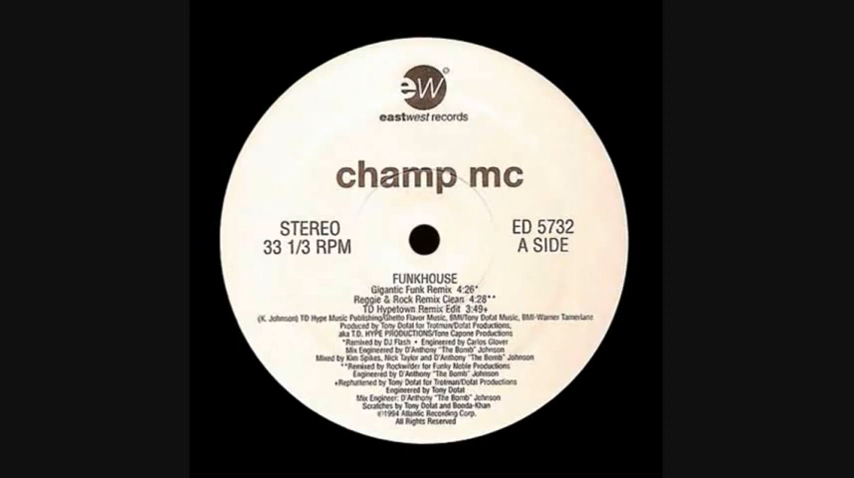 ew
eastwest records
champ mc
STEREO
33 1/3 RPM
ED 5732
A SIDE
FUNKHOUSE
Gigantic Funk Remix 4:26*
Reggie & Rock Remix Clean 4:28**
TD Hypetown Remix Edit 3:49+
(K. Johnson) TD Hype Music Publishing/Ghetto Flavor Music, BMI/Tony Dofat Music, BMI-Warner Tamerlane
Produced by Tony Dofat for Trotman/Dofat Productions,
aka T.D. HYPE PRODUCTIONS/Tone Capone Productions
*Remixed by DJ Flash • Engineered by Carlos Glover
Mix Engineered by D'Anthony "The Bomb" Johnson
Mixed by Kim Spikes, Nick Taylor and D'Anthony "The Bomb" Johnson
**Remixed by Rockwilder for Funky Noble Productions
Engineered by D'Anthony "The Bomb" Johnson
+Rephattened by Tony Dofat for Trotman/Dofat Productions
Engineered by Tony Dofat
Mix Engineer: D'Anthony "The Bomb" Johnson
Scratches by Tony Dofat and Booda-Khan
©1994 Atlantic Recording Corp.
All Rights Reserved